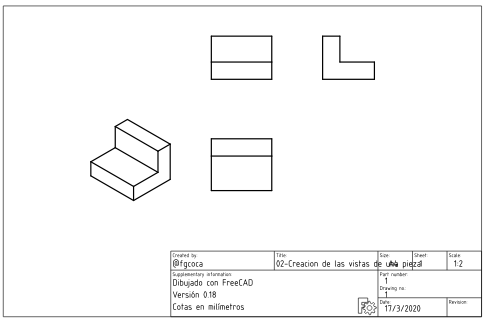 Created by:
@fgcoca
Title:
02-Creacion de las vistas de una pieza
Size:
A4
Sheet:
1
Scale:
1:2
Supplementary information:
Dibujado con FreeCAD
Versión 0.18
Cotas en milímetros
Part number:
1
Drawing no.:
1
Date:
17/3/2020
Revision: